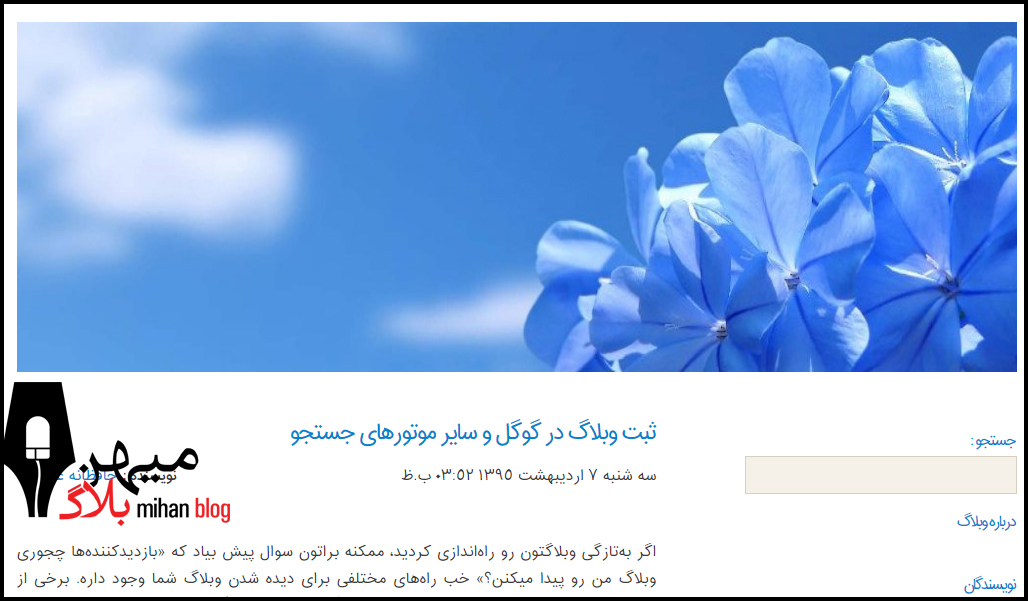 ثبت وبلاگ در گوگل و سایر موتورهای جستجو
سه شنبه ۷ اردیبهشت ۱۳۹۵ ۰۳:۵۲ ب.ظ
اگر به‌تازگی وبلاگتون رو راه‌اندازی کردید، ممکنه براتون سوال پیش بیاد که «بازدیدکننده‌ها چجوری
وبلاگ من رو پیدا میکنن؟» خب راه‌های مختلفی برای دیده شدن وبلاگ شما وجود داره. برخی از
جستجو:
درباره وبلاگ
نویسندگان
میهن
بلاگ
mihan blog